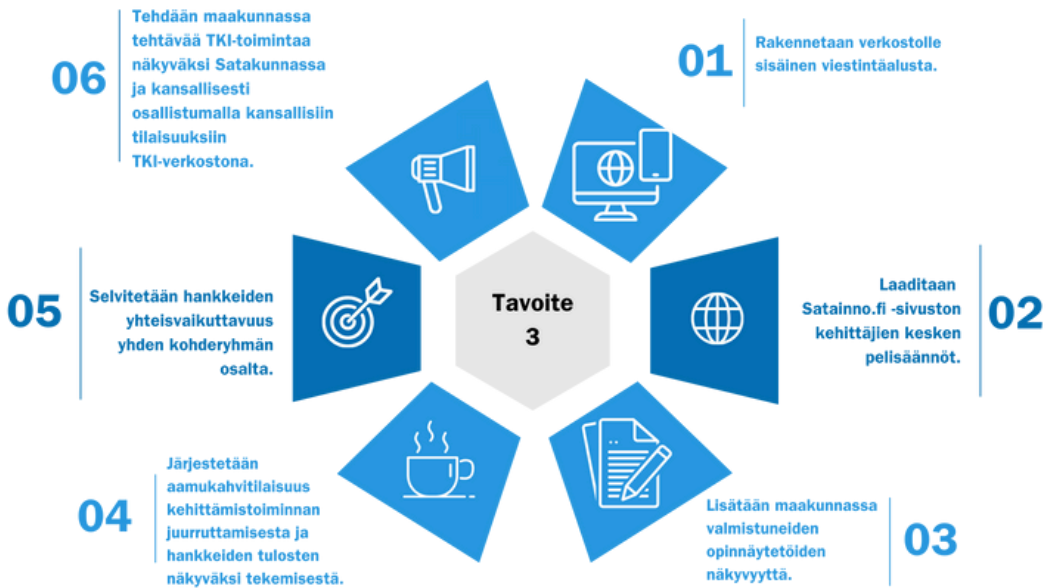 Tavoite
3
01
Rakennetaan verkostolle
sisäinen viestintäalusta.
02
Laaditaan
Satainno.fi -sivuston
kehittäjien kesken
pelisäännöt.
03
Lisätään maakunnassa
valmistuneiden
opinnäytetöiden
näkyvyyttä.
04
Järjestetään
aamukahvitilaisuus
kehittämistoiminnan
juurruttamisesta ja
hankkeiden tulosten
näkyväksi tekemisestä.
05
Selvitetään hankkeiden
yhteisvaikuttavuus
yhden kohderyhmän
osalta.
06
Tehdään maakunnassa
tehtävää TKI-toimintaa
näkyväksi Satakunnassa
ja kansallisesti
osallistumalla kansallisiin
tilaisuuksiin
TKI-verkostona.